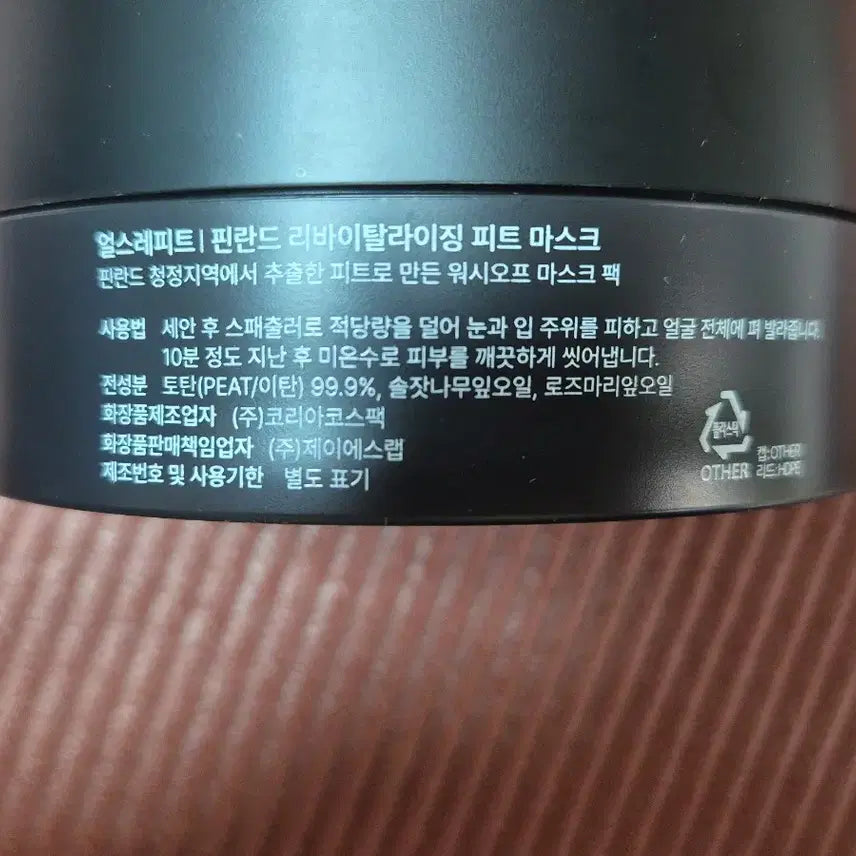 얼스레피트 | 핀란드 리바이탈라이징 피트 마스크
핀란드 청정지역에서 추출한 피트로 만든 워시오프 마스크 팩
사용법 세안 후 스패출러로 적당량을 덜어 눈과 입 주위를 피하고 얼굴 전체에 펴 발라줍니다.
10분 정도 지난 후 미온수로 피부를 깨끗하게 씻어냅니다.
전성분 토탄(PEAT/이탄) 99.9%, 솔잣나무잎오일, 로즈마리잎오일
화장품제조업자 (주)코리아코스팩
화장품판매책임업자 (주)제이에스랩
제조번호 및 사용기한 별도 표기
플라스틱
OTHER
캡:OTHER
리드:HDPE